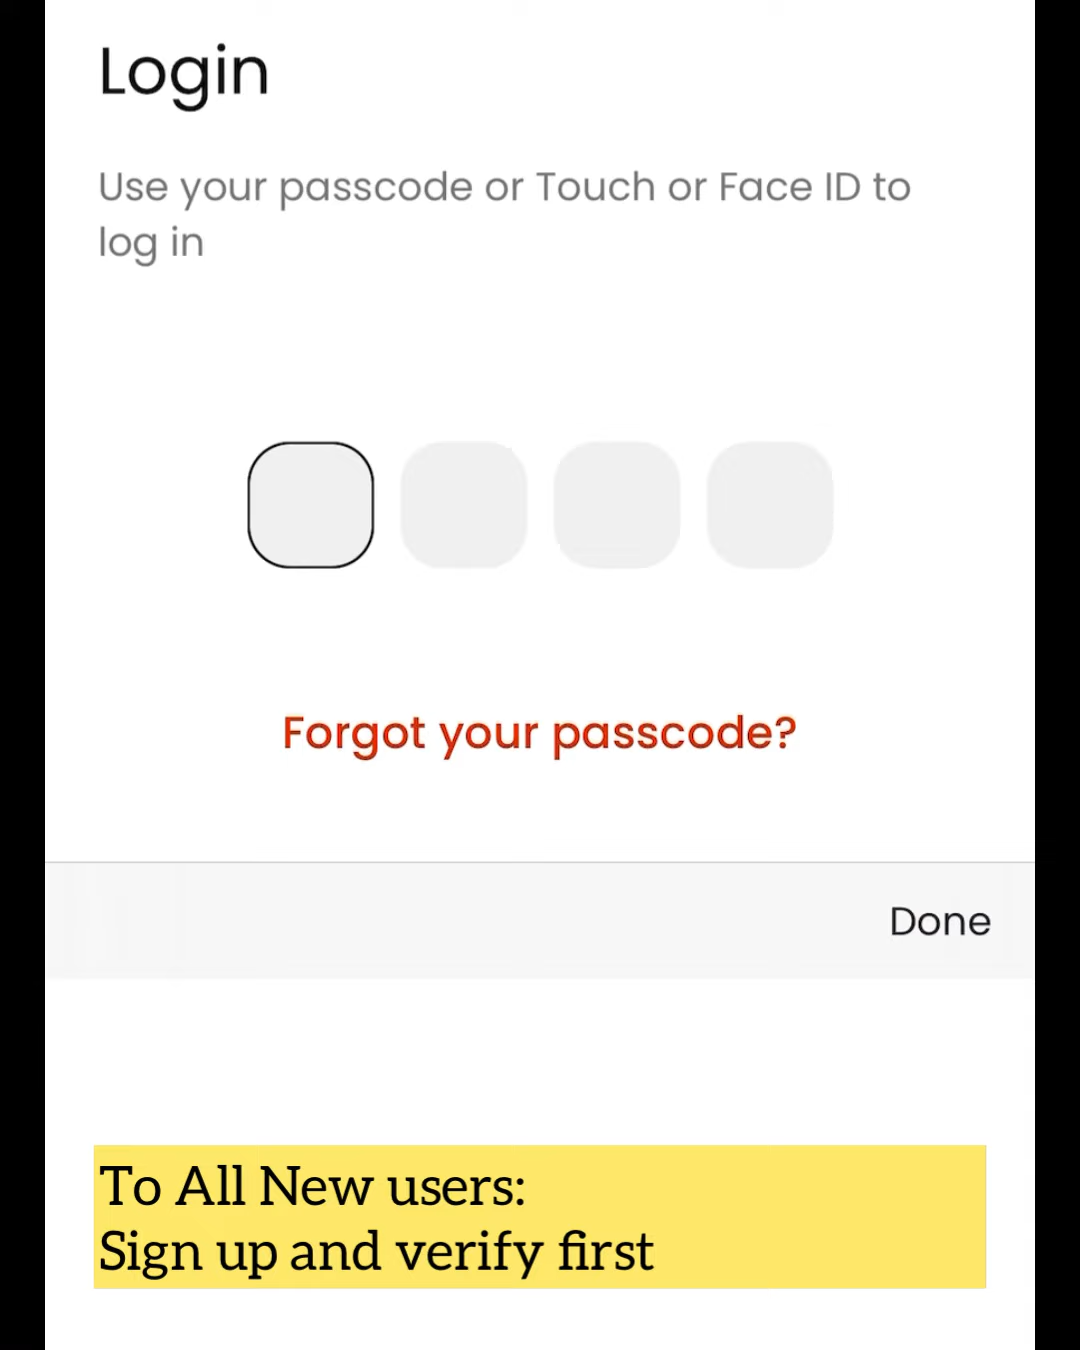 Login
Use your passcode or Touch or Face ID to
log in
Forgot your passcode?
Done
To All New users:
Sign up and verify first